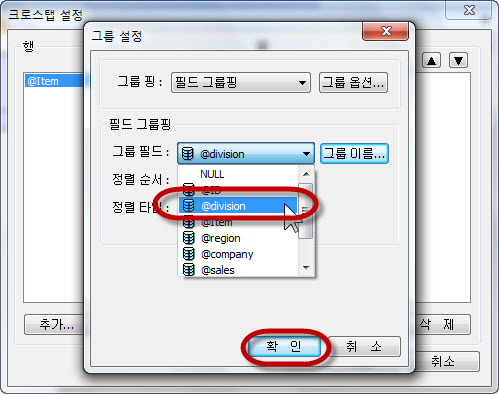 크로스탭 설정
행
@Item
추가...
삭 제
취소
그룹 설정
그룹 핑 : 필드 그룹핑 그룹 옵션...
필드 그룹핑
그룹 필드 : @division 그룹 이름...
정렬 순서 :
정렬 타입 :
NULL
@ID
@division
@Item
@region
@company
@sales
확 인 취 소